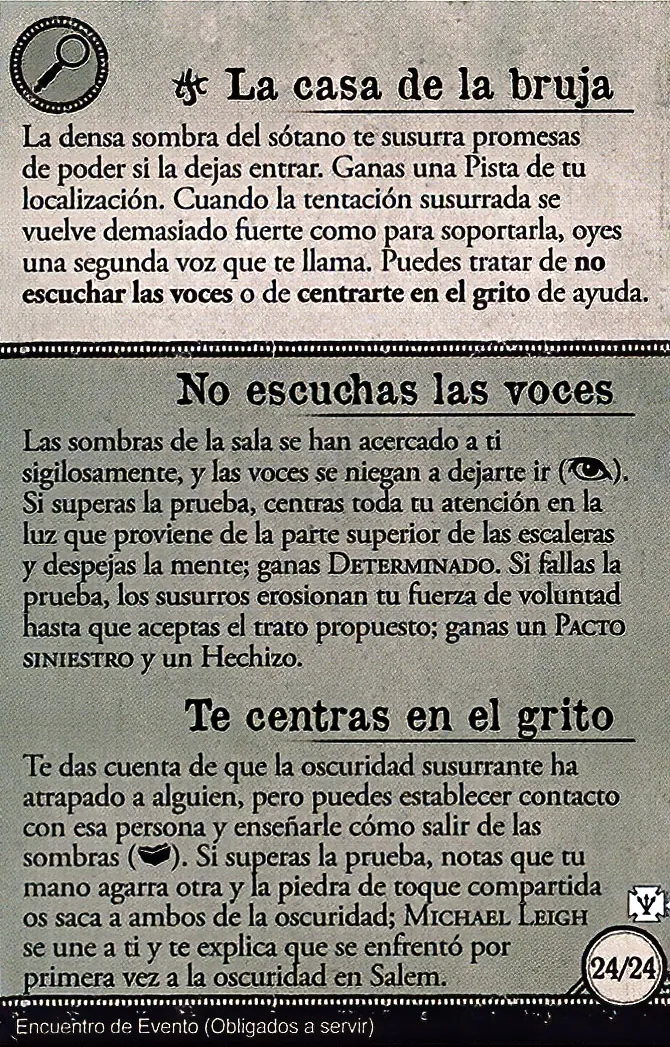 La casa de la bruja
La densa sombra del sótano te susurra promesas
de poder si la dejas entrar. Ganas una Pista de tu
localización. Cuando la tentación susurrada se
vuelve demasiado fuerte como para soportarla, oyes
una segunda voz que te llama. Puedes tratar de no
escuchar las voces o de centrarte en el grito de ayuda.
No escuchas las voces
Las sombras de la sala se han acercado a ti
sigilosamente, y las voces se niegan a dejarte ir ( ).
Si superas la prueba, centras toda tu atención en la
luz que proviene de la parte superior de las escaleras
y despejas la mente; ganas DETERMINADO. Si fallas la
prueba, los susurros erosionan tu fuerza de voluntad
hasta que aceptas el trato propuesto; ganas un PACTO
SINIESTRO y un Hechizo.
Te centras en el grito
Te das cuenta de que la oscuridad susurrante ha
atrapado a alguien, pero puedes establecer contacto
con esa persona y enseñarle cómo salir de las
sombras ( ). Si superas la prueba, notas que tu
mano agarra otra y la piedra de toque compartida
os saca a ambos de la oscuridad; MICHAEL LEIGH
se une a ti y te explica que se enfrentó por
primera vez a la oscuridad en Salem.
24/24
Encuentro de Evento (Obligados a servir)